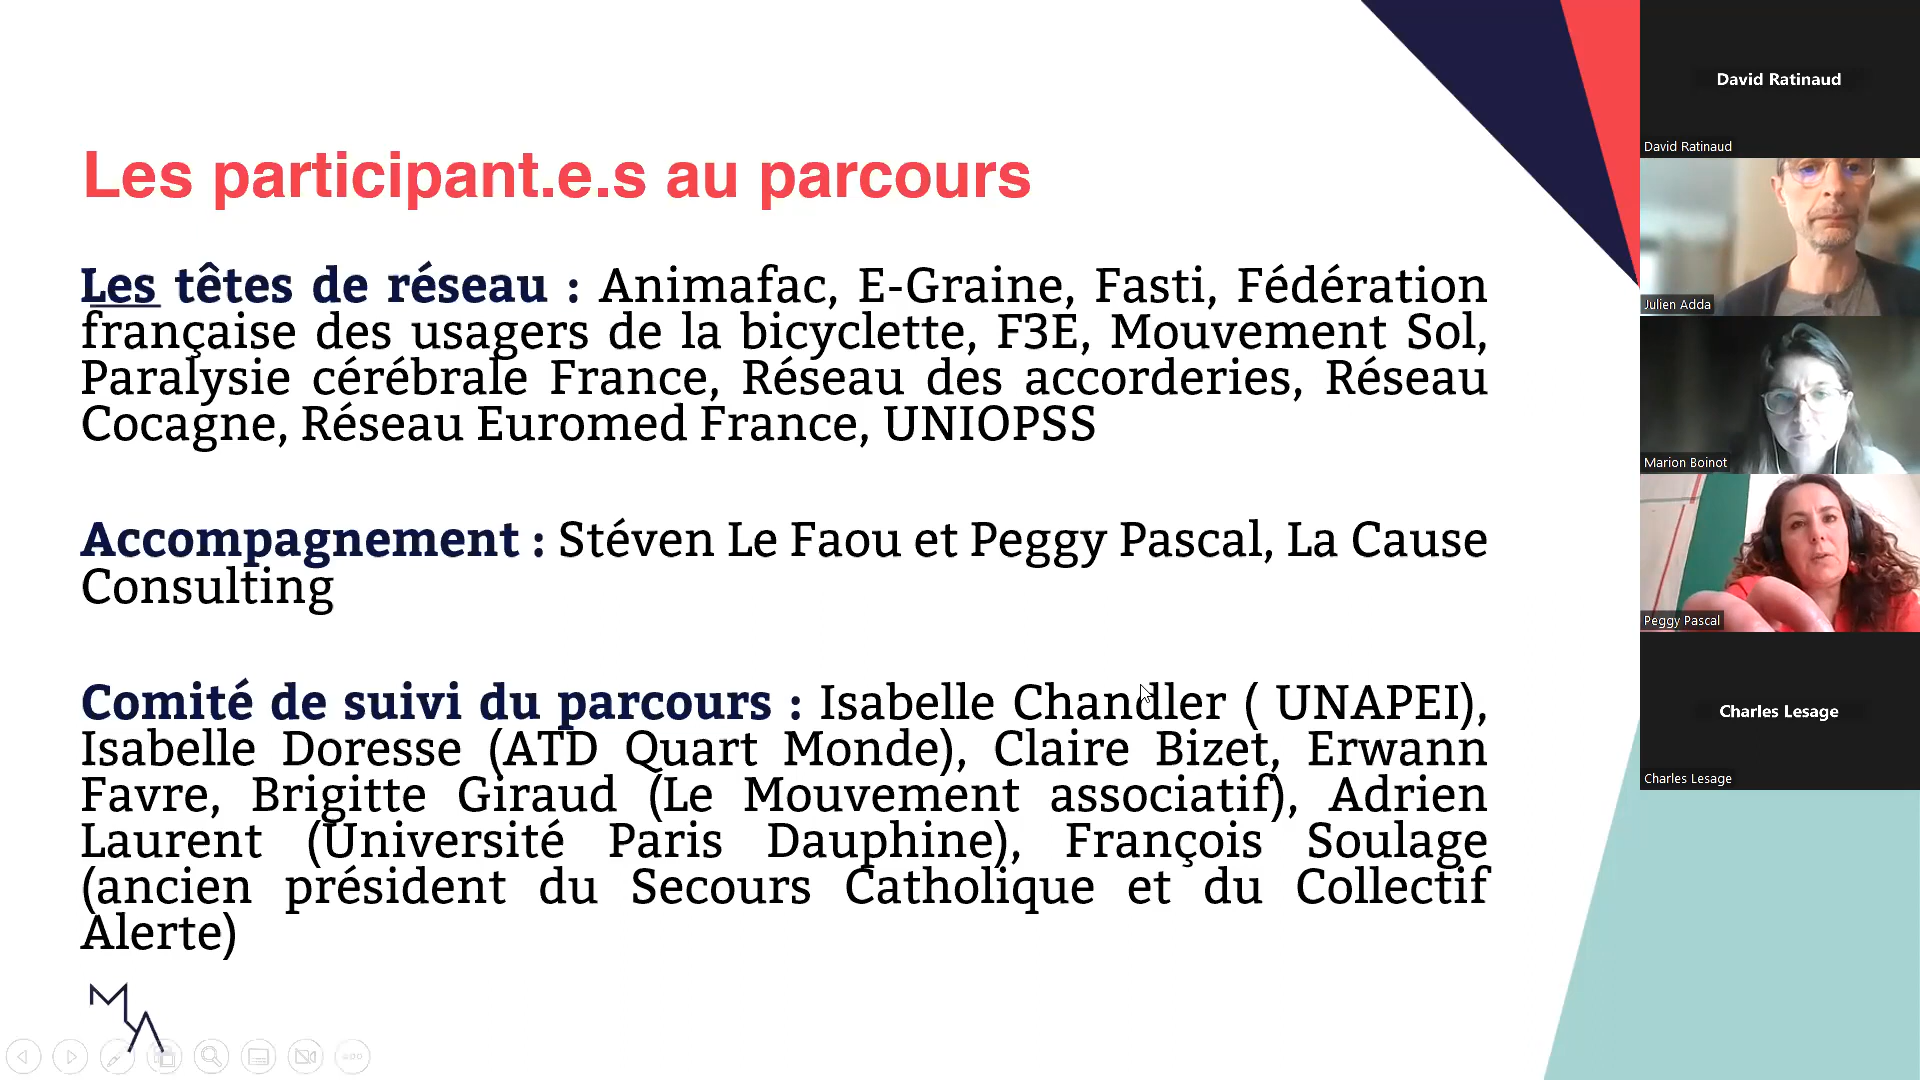 Les participant.e.s au parcours
Les têtes de réseau : Animafac, E-Graine, Fasti, Fédération
française des usagers de la bicyclette, F3E, Mouvement Sol,
Paralysie cérébrale France, Réseau des accorderies, Réseau
Cocagne, Réseau Euromed France, UNIOPSS
Accompagnement : Stéven Le Faou et Peggy Pascal, La Cause
Consulting
Comité de suivi du parcours : Isabelle Chandler ( UNAPEI),
Isabelle Doresse (ATD Quart Monde), Claire Bizet, Erwann
Favre, Brigitte Giraud (Le Mouvement associatif), Adrien
Laurent (Université Paris Dauphine), François Soulage
(ancien président du Secours Catholique et du Collectif
Alerte)
MA
David Ratinaud
David Ratinaud
Julien Adda
Marion Boinot
Peggy Pascal
Charles Lesage
Charles Lesage